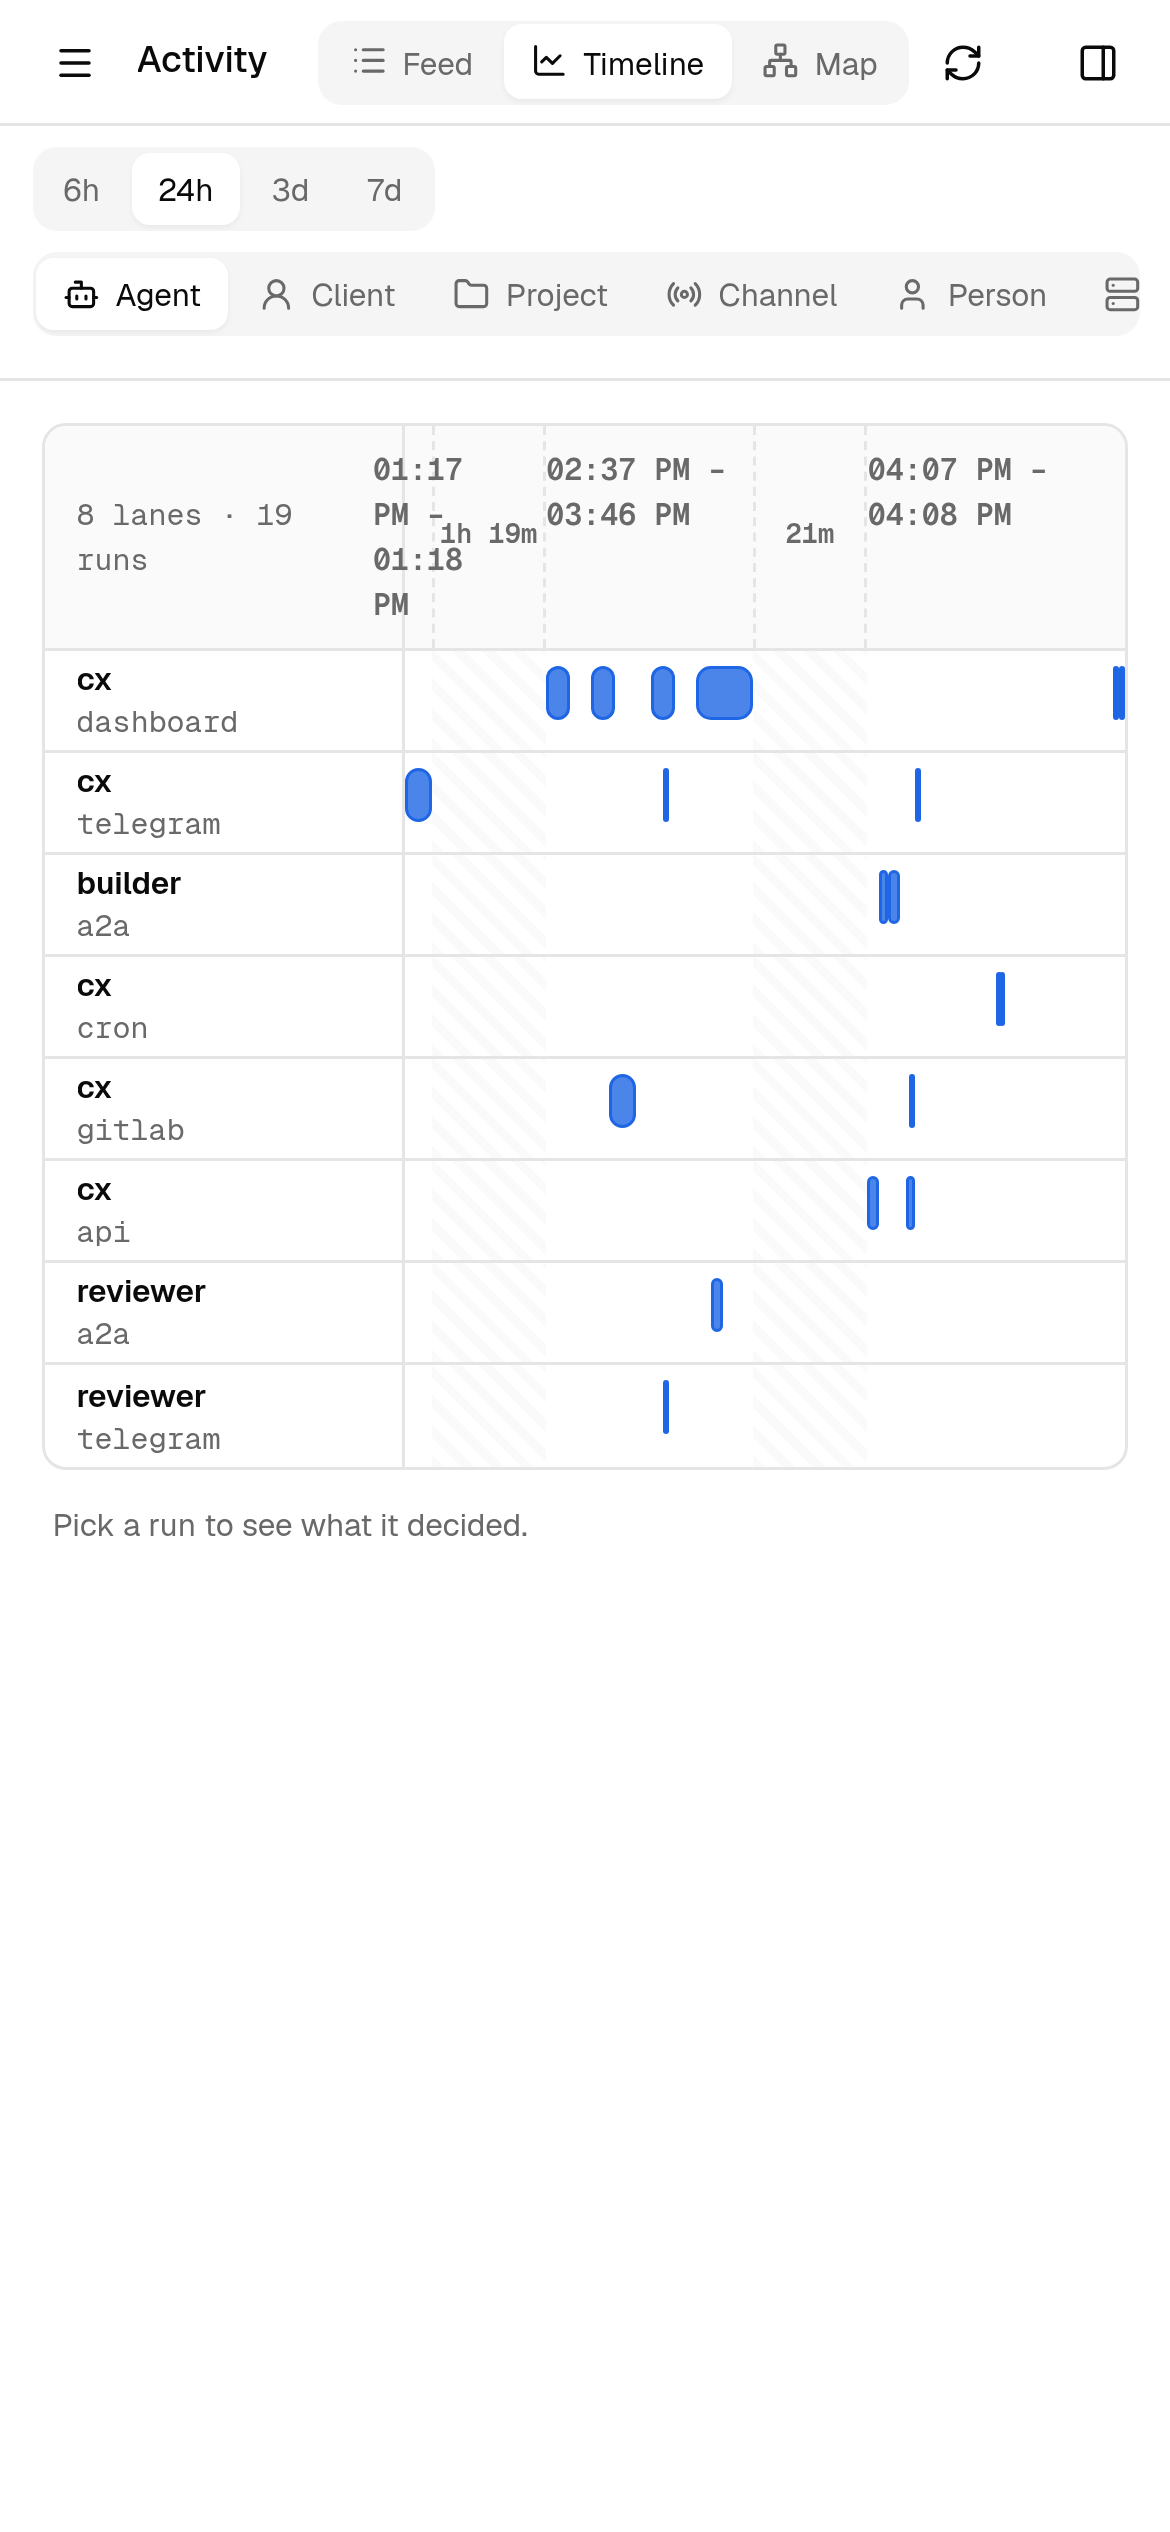 Activity
Feed
Timeline
Map
6h
24h
3d
7d
Agent
Client
Project
Channel
Person
8 lanes · 19
runs
01:17
PM –
01:18
PM
1h 19m
02:37 PM –
03:46 PM
21m
04:07 PM –
04:08 PM
cx
dashboard
cx
telegram
builder
a2a
cx
cron
cx
gitlab
cx
api
reviewer
a2a
reviewer
telegram
Pick a run to see what it decided.